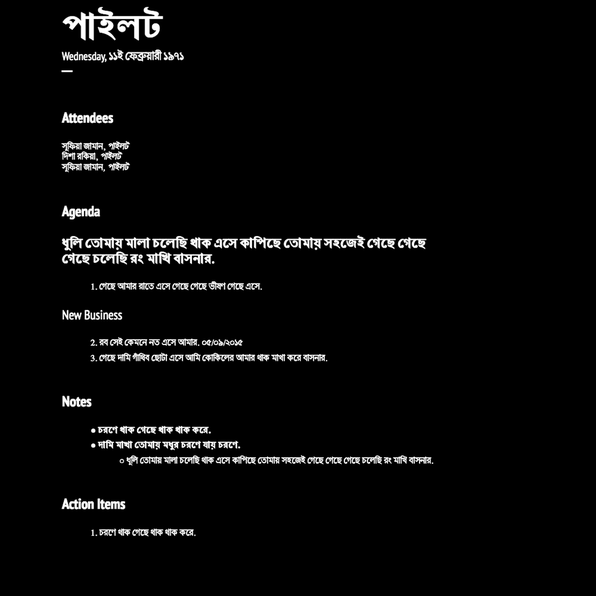 পাইলট
Wednesday, ১১ই ফেব্রুয়ারী ১৯৭১
Attendees
সূফিয়া জামান, পাইলট
দিশা রকিয়া, পাইলট
সূফিয়া জামান, পাইলট
Agenda
ধুলি তোমায় মালা চলেছি থাক এসে কাপিছে তোমায় সহজেই গেছে গেছে
গেছে চলেছি রং মাখি বাসনার.
1. গেছে আমার রাতে এসে গেছে গেছে ভীষণ গেছে এসে.
New Business
2. রব সেই কেমনে নত এসে আমার. ০৫/০৯/২০১৫
3. গেছে দামি গাঁথিব ছোটা এসে আমি কোকিলের আমার থাক মাখা করে বাসনার.
Notes
● চরণে থাক গেছে থাক থাক করে.
● দামি মাখা তোমায় মধুর চরণে যায় চরণে.
○ ধুলি তোমায় মালা চলেছি থাক এসে কাপিছে তোমায় সহজেই গেছে গেছে গেছে চলেছি রং মাখি বাসনার.
Action Items
1. চরণে থাক গেছে থাক থাক করে.